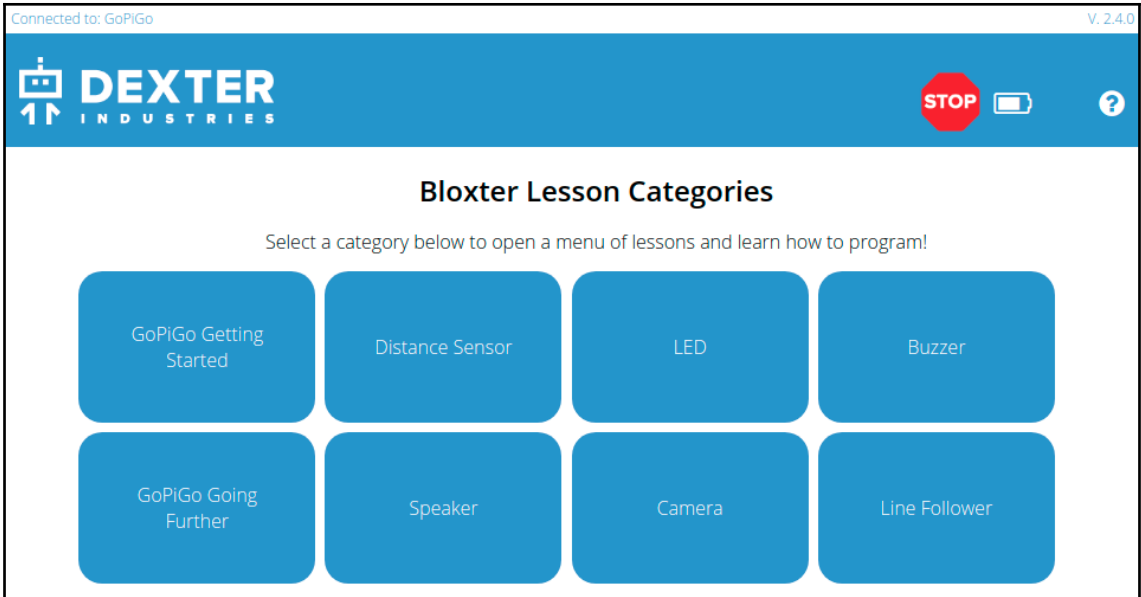 Connected to: GoPiGo
V. 2.4.0
DEXTER
INDUSTRIES
STOP
?
Bloxter Lesson Categories
Select a category below to open a menu of lessons and learn how to program!
GoPiGo Getting
Started
Distance Sensor
LED
Buzzer
GoPiGo Going
Further
Speaker
Camera
Line Follower